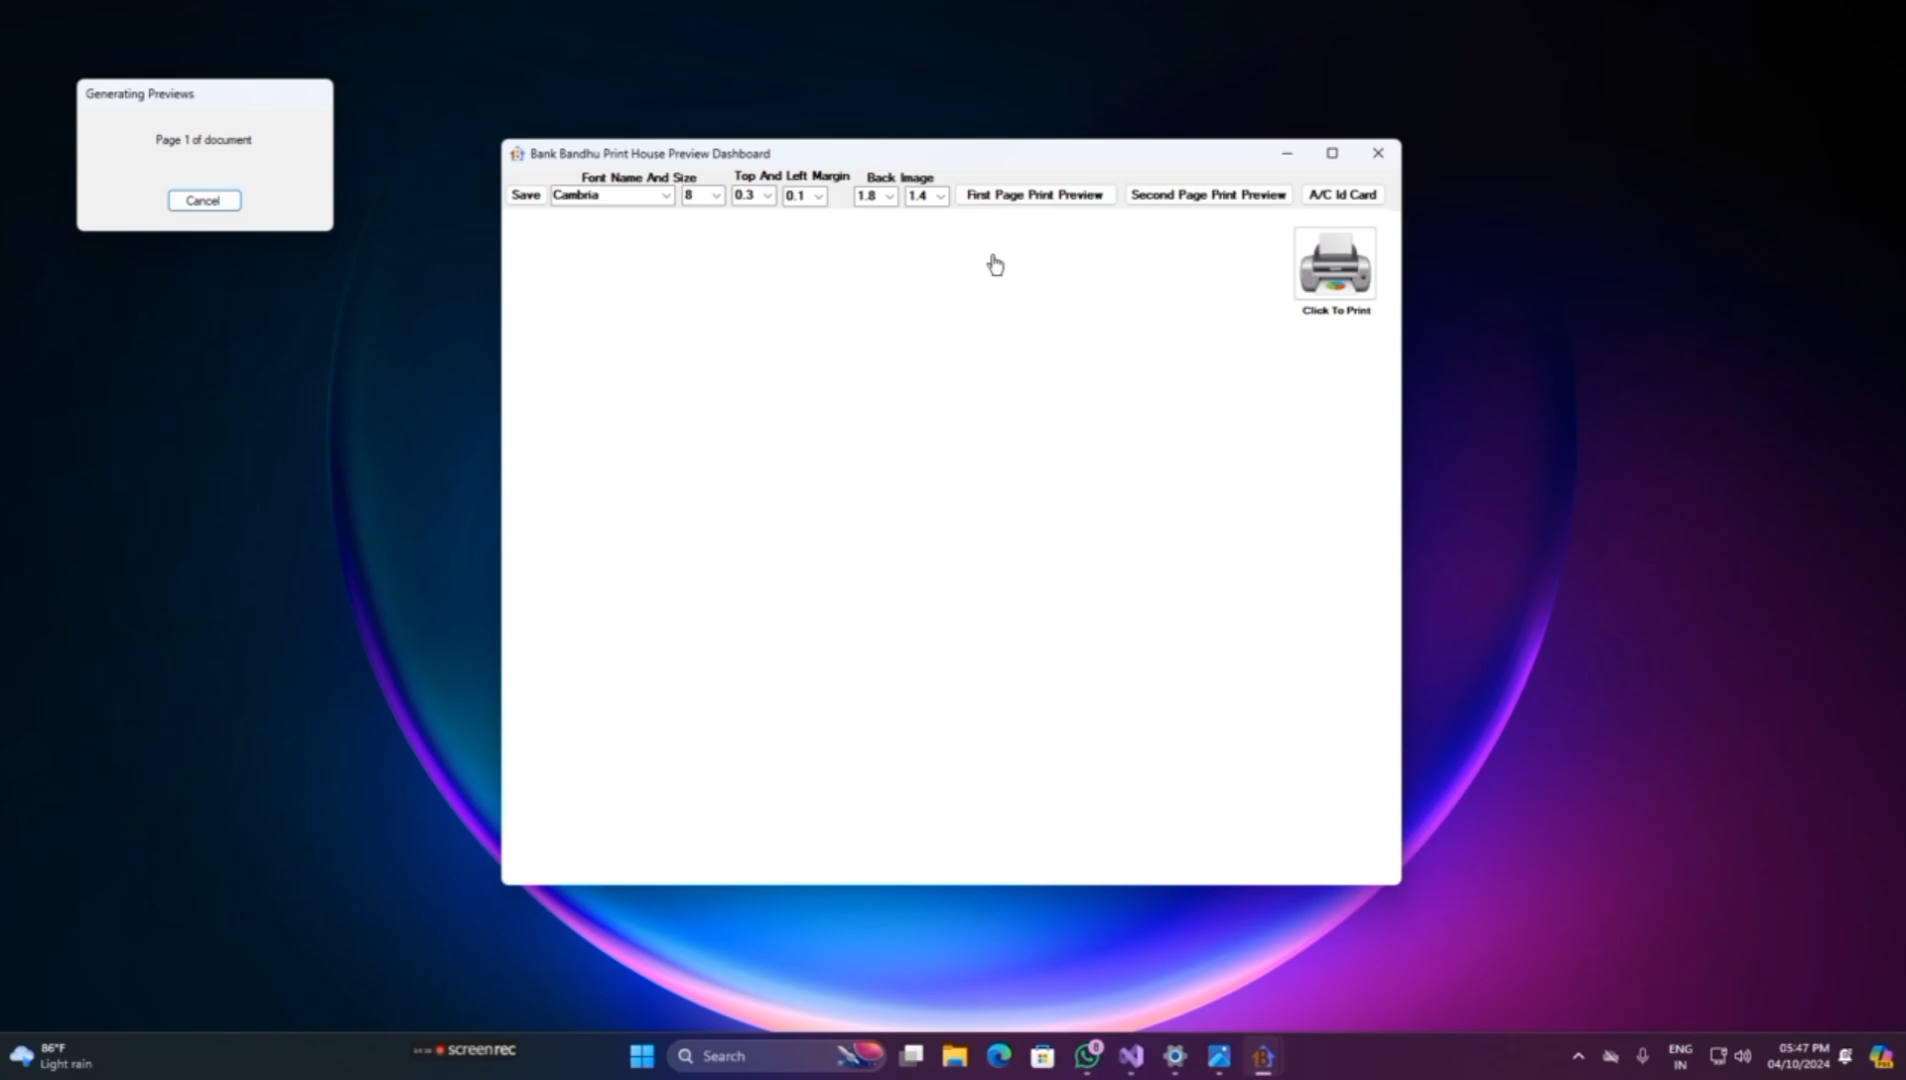 Generating Previews
Page 1 of document
Cancel
Bank Bandhu Print House Preview Dashboard
Font Name And Size
Top And Left Margin
Back Image
Save
Cambria
8
0.3
0.1
1.8
1.4
First Page Print Preview
Second Page Print Preview
A/C Id Card
Click To Print
86°F
Light rain
screenrec
Search
8
ENG
IN
05:47 PM
04/10/2024